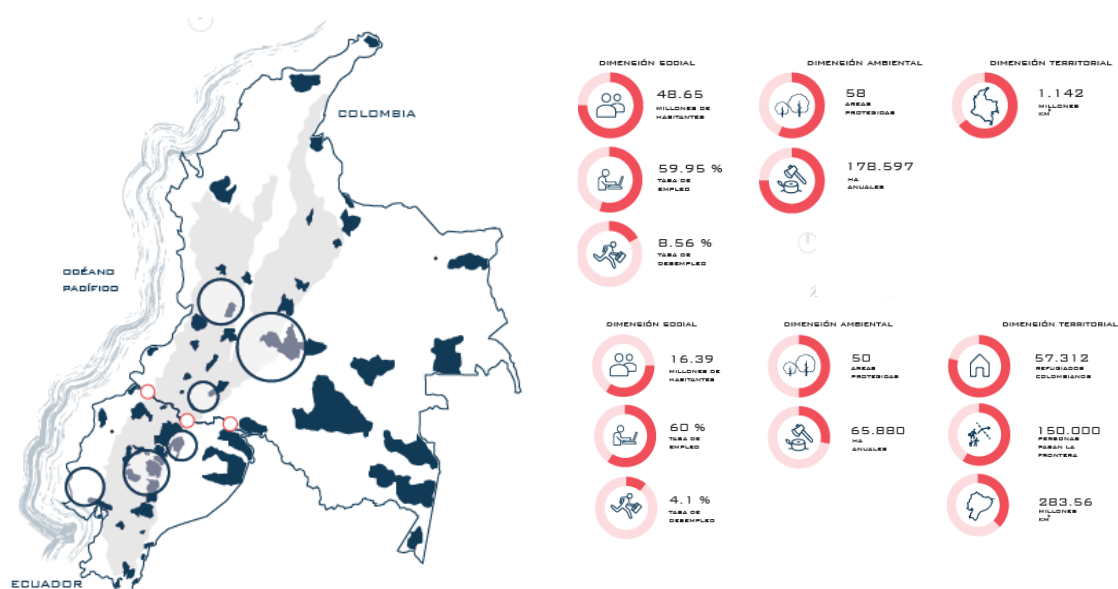 COLOMBIA
OCÉANO
PACÍFICO
ECUADOR
DIMENSIÓN SOCIAL
48.65
MILLONES DE
HABITANTES
59.95 %
TASA DE
EMPLEO
8.56 %
TASA DE
DESEMPLEO
DIMENSIÓN AMBIENTAL
58
AREAS
PROTEGIDAS
178.597
HA
ANUALES
DIMENSIÓN TERRITORIAL
1.142
MILLONES
KM²
DIMENSIÓN SOCIAL
16.39
MILLONES DE
HABITANTES
60 %
TASA DE
EMPLEO
4.1 %
TASA DE
DESEMPLEO
DIMENSIÓN AMBIENTAL
50
AREAS
PROTEGIDAS
65.880
HA
ANUALES
DIMENSIÓN TERRITORIAL
57.312
REFUGIADOS
COLOMBIANOS
150.000
PERSONAS
PASAN LA
FRONTERA
283.56
MILLONES
KM²